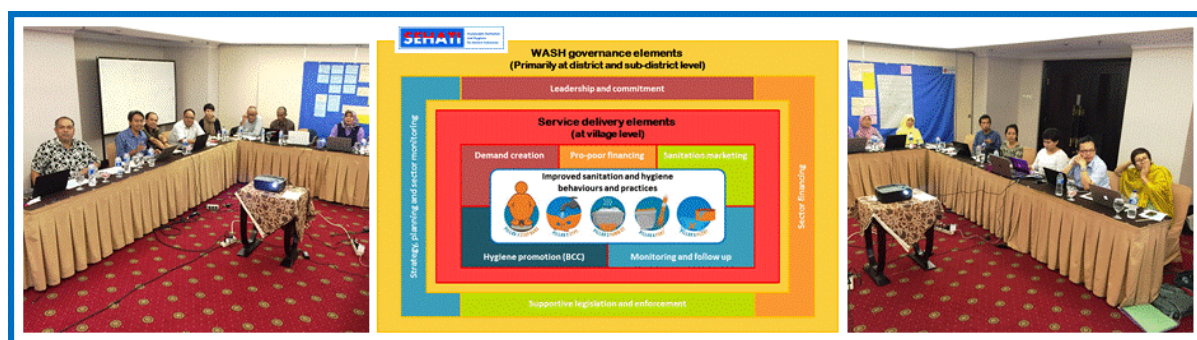 SEHATI
WASH governance elements
(Primarily at district and sub-district level)
Leadership and commitment
Strategy, planning and sector monitoring
Sector financing
Service delivery elements
(at village level)
Demand creation
Pro-poor financing
Sanitation marketing
Improved sanitation and hygiene
behaviours and practices
Hygiene promotion (BCC)
Monitoring and follow up
Supportive legislation and enforcement